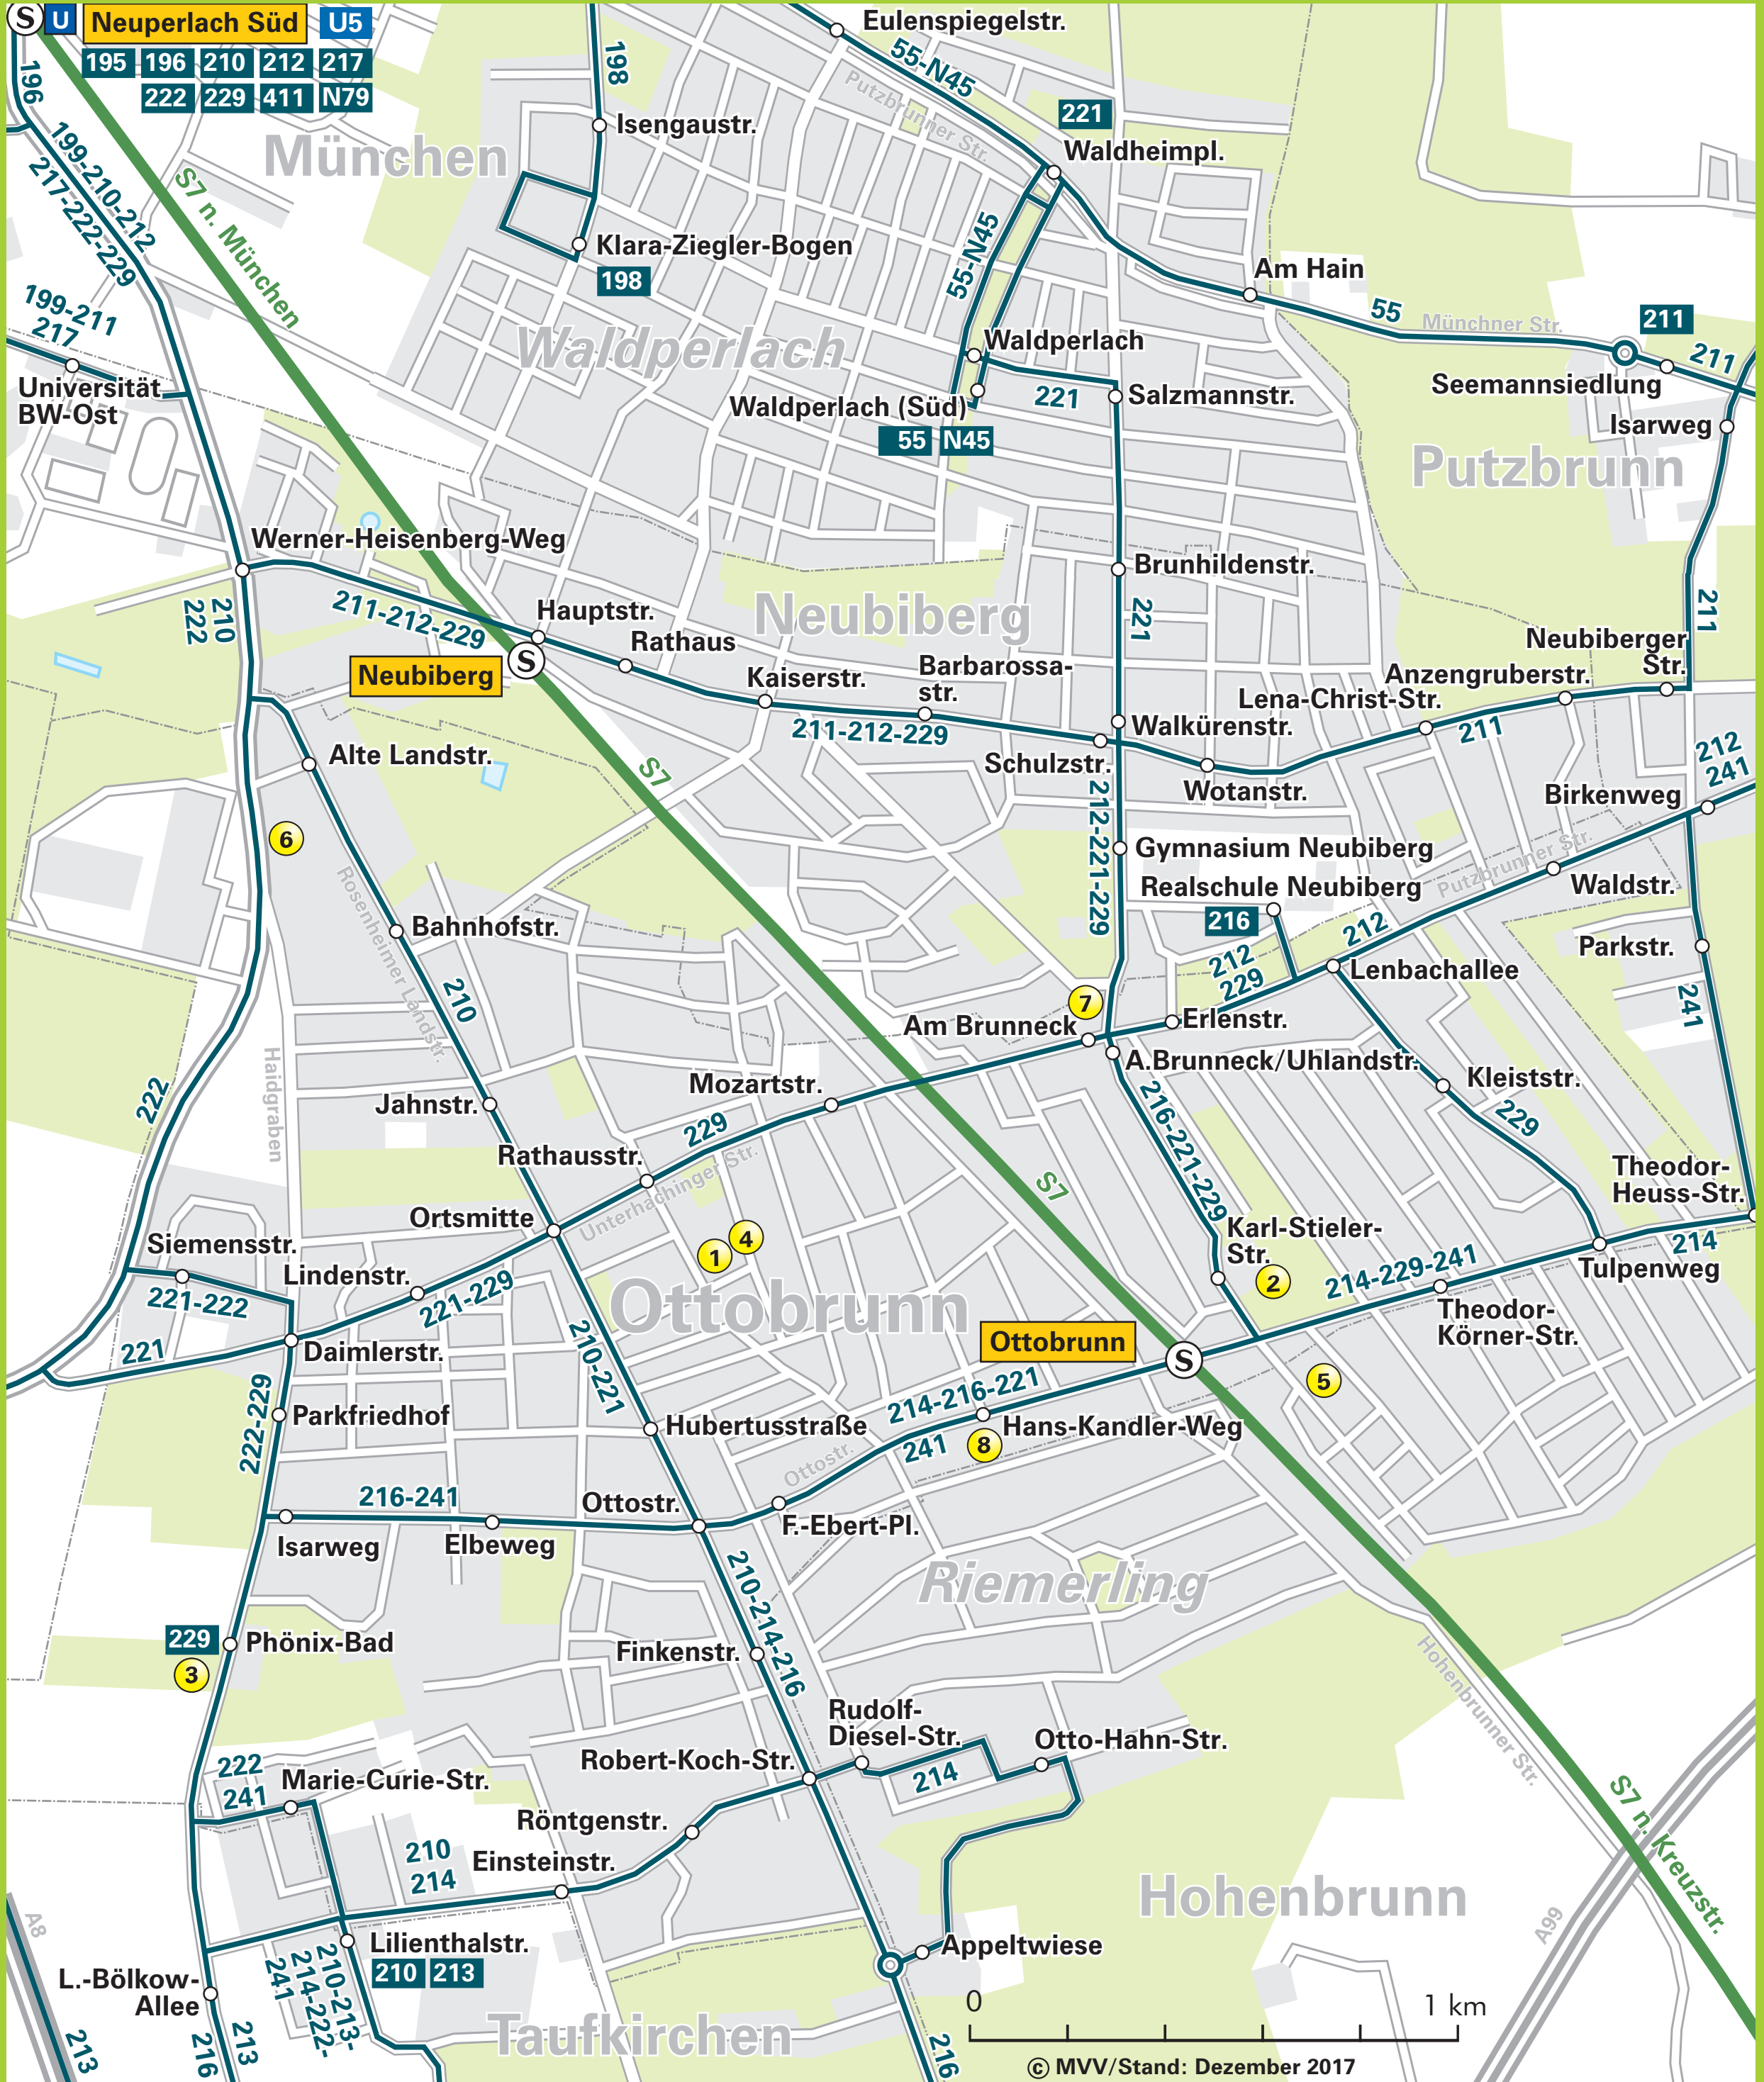 S U Neuperlach Süd U5
195 196 210 212 217
222 229 411 N79
196
199-210-212
217-222-229
S7 n. München
München
198
Isengaustr.
Klara-Ziegler-Bogen
198
Eulenspiegelstr.
55-N45
Putzbrunner Str.
221
Waldheimpl.
55-N45
Am Hain
55
Münchner Str.
211
211
Seemannsiedlung
Isarweg
Putzbrunn
199-211
217
Universität
BW-Ost
Waldperlach
Waldperlach
Waldperlach (Süd)
55 N45
221
Salzmannstr.
Werner-Heisenberg-Weg
210
222
211-212-229
Hauptstr.
S
Neubiberg
Rathaus
Neubiberg
Kaiserstr.
Barbarossa-
str.
211-212-229
Brunhildenstr.
221
Walkürenstr.
Schulzstr.
Wotanstr.
Lena-Christ-Str.
Anzengruberstr.
Neubiberger
Str.
211
211
212
241
Birkenweg
Alte Landstr.
S7
6
Rosenheimer Landstr.
Bahnhofstr.
210
212-221-229
Gymnasium Neubiberg
Realschule Neubiberg
216
Putzbrunner Str.
Waldstr.
212
212
229
Lenbachallee
Parkstr.
241
7
Am Brunneck
Erlenstr.
A.Brunneck/Uhlandstr.
Kleiststr.
229
216-221-229
222
Haidgraben
Jahnstr.
Mozartstr.
229
Rathausstr.
Unterhachinger Str.
S7
Ortsmitte
1
4
Ottobrunn
Karl-Stieler-
Str.
2
Theodor-
Heuss-Str.
214
Tulpenweg
214-229-241
Theodor-
Körner-Str.
Siemensstr.
221-222
Lindenstr.
221-229
221
Daimlerstr.
210-221
Ottobrunn
S
5
222-229
Parkfriedhof
Hubertusstraße
214-216-221
241
Hans-Kandler-Weg
8
Ottostr.
216-241
Isarweg
Elbeweg
Ottostr.
F.-Ebert-Pl.
Riemerling
229
Phönix-Bad
3
210-214-216
Finkenstr.
Hohenbrunner Str.
Rudolf-
Diesel-Str.
Otto-Hahn-Str.
Robert-Koch-Str.
214
222
241
Marie-Curie-Str.
Röntgenstr.
210
214
Einsteinstr.
S7 n. Kreuzstr.
Hohenbrunn
A99
A8
Lilienthalstr.
210 213
Appeltwiese
L.-Bölkow-
Allee
241
214-222-
210-213-
213
216
213
Taufkirchen
216
0 1 km
© MVV/Stand: Dezember 2017